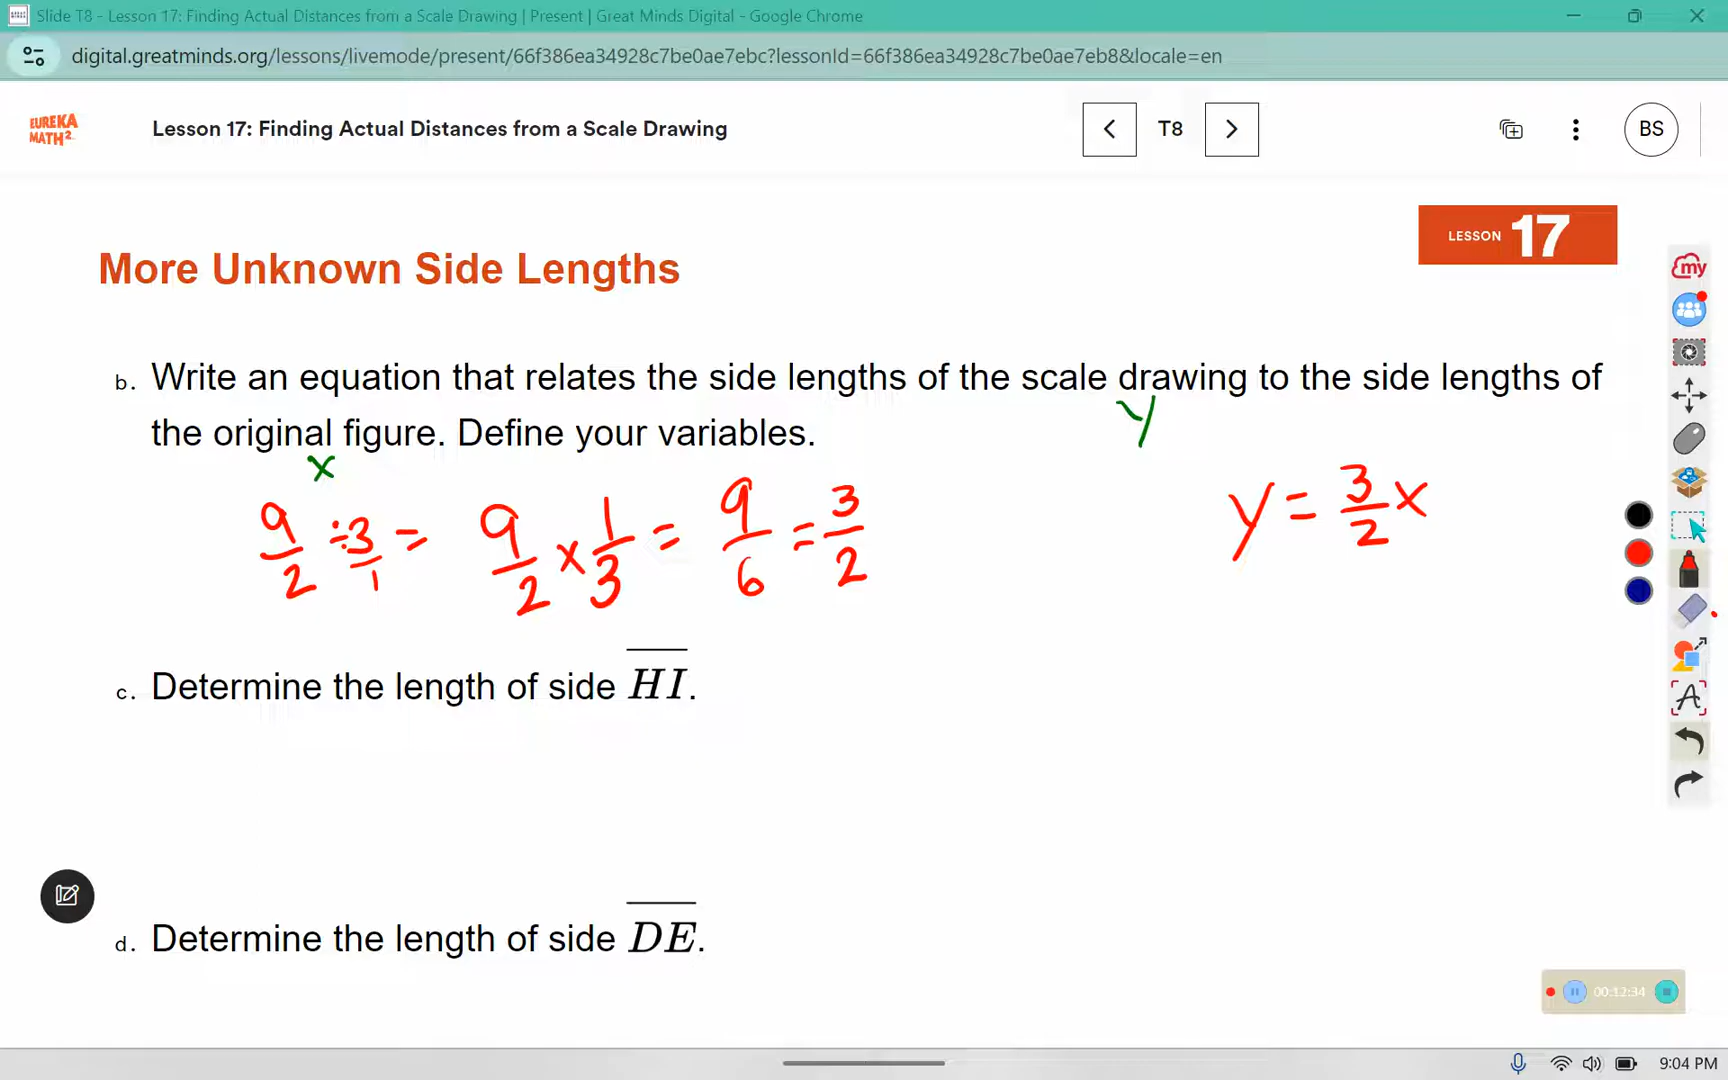 Slide T8 - Lesson 17: Finding Actual Distances from a Scale Drawing | Present | Great Minds Digital - Google Chrome
digital.greatminds.org/lessons/livemode/present/66f386ea34928c7be0ae7ebc?lessonId=66f386ea34928c7be0ae7eb8&locale=en
EUREKA
MATH²
Lesson 17: Finding Actual Distances from a Scale Drawing
T8
BS
LESSON 17
More Unknown Side Lengths
my
b. Write an equation that relates the side lengths of the scale drawing to the side lengths of
y
the original figure. Define your variables.
x
9/2 ÷ 3/1 = 9/2 x 1/3 = 9/6 = 3/2
y = 3/2 x
c. Determine the length of side HI.
A
d. Determine the length of side DE.
00:12:34
9:04 PM